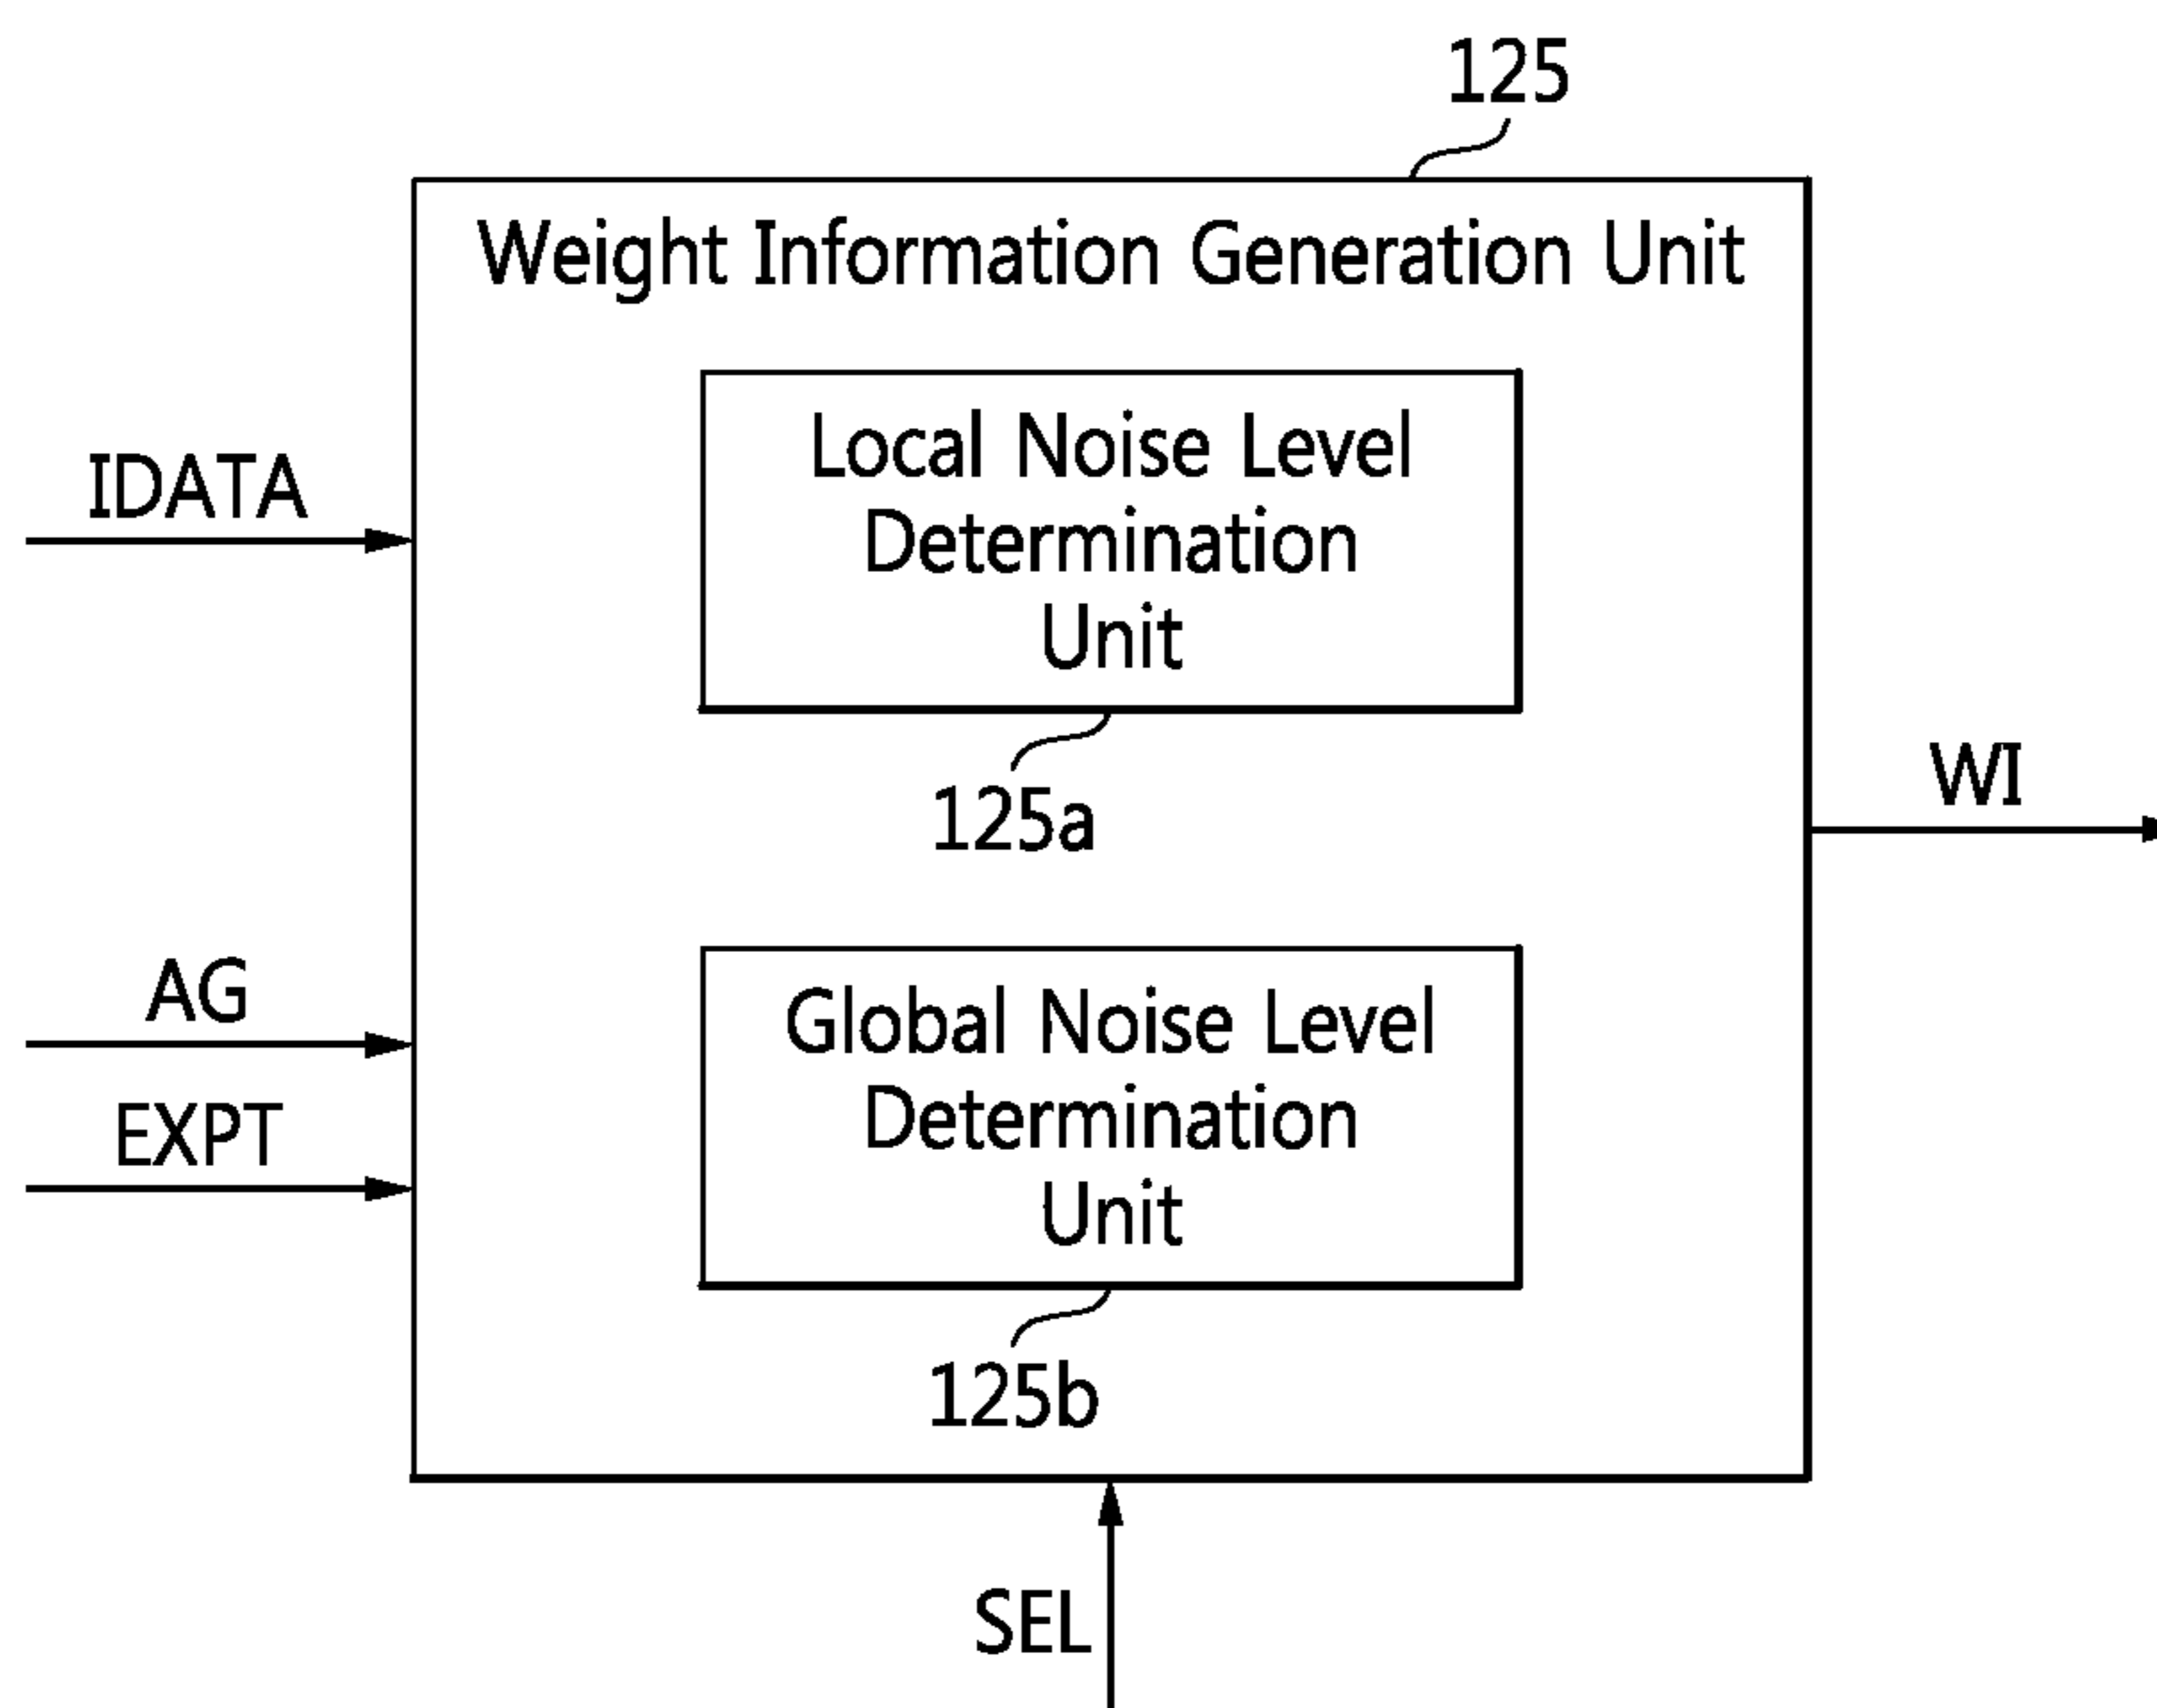 125
Weight Information Generation Unit
Local Noise Level
Determination
Unit
IDATA
125a
WI
AG
Global Noise Level
Determination
Unit
EXPT
125b
SEL